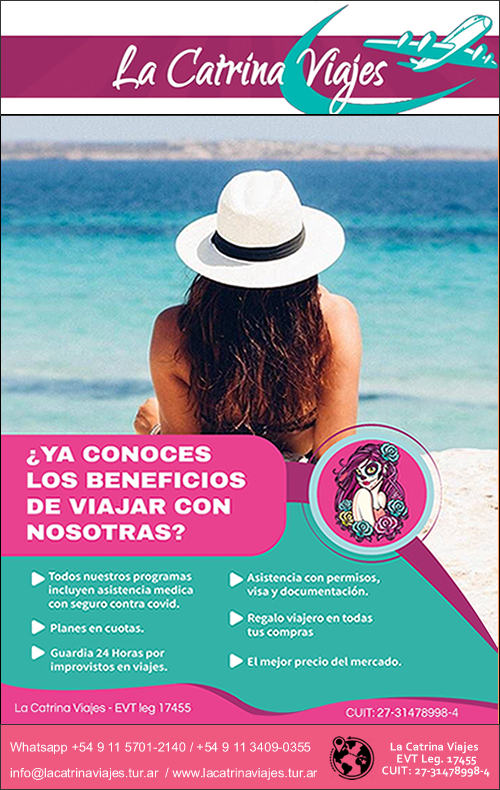 La Catrina Viajes
¿YA CONOCES
LOS BENEFICIOS
DE VIAJAR CON
NOSOTRAS?
Todos nuestros programas
incluyen asistencia medica
con seguro contra covid.
Planes en cuotas.
Guardia 24 Horas por
improvistos en viajes.
Asistencia con permisos,
visa y documentación.
Regalo viajero en todas
tus compras
El mejor precio del mercado.
La Catrina Viajes - EVT leg 17455
CUIT: 27-31478998-4
Whatsapp +54 9 11 5701-2140 / +54 9 11 3409-0355
info@lacatrinaviajes.tur.ar / www.lacatrinaviajes.tur.ar
La Catrina Viajes
EVT Leg. 17455
CUIT: 27-31478998-4